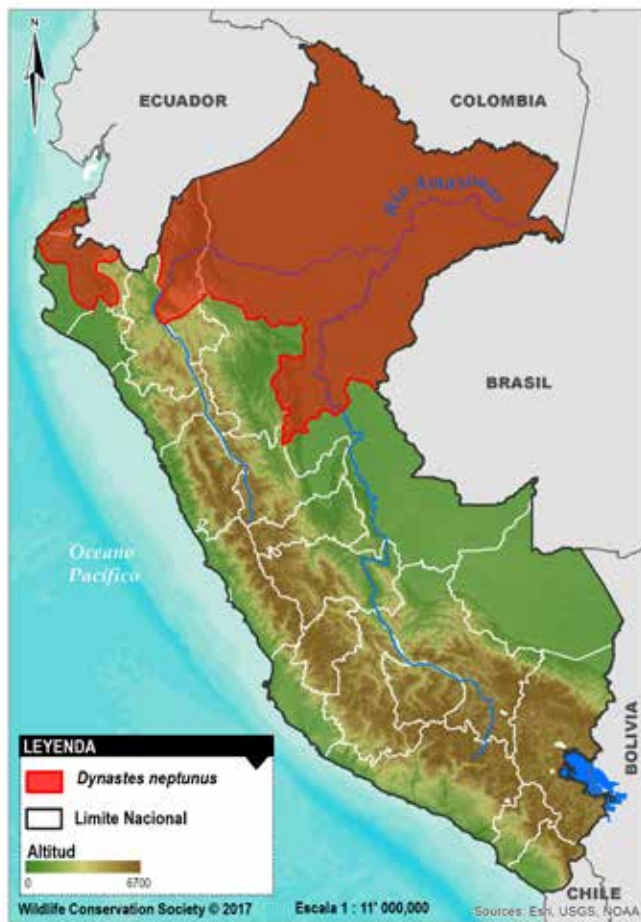 N
ECUADOR
COLOMBIA
Río Amazonas
BRASIL
Oceano
Pacífico
BOLIVIA
LEYENDA
Dynastes neptunus
Limite Nacional
Altitud
0
6700
CHILE
Wildlife Conservation Society © 2017
Escala 1 : 11' 000,000
Sources: Esri, USGS, NOAA